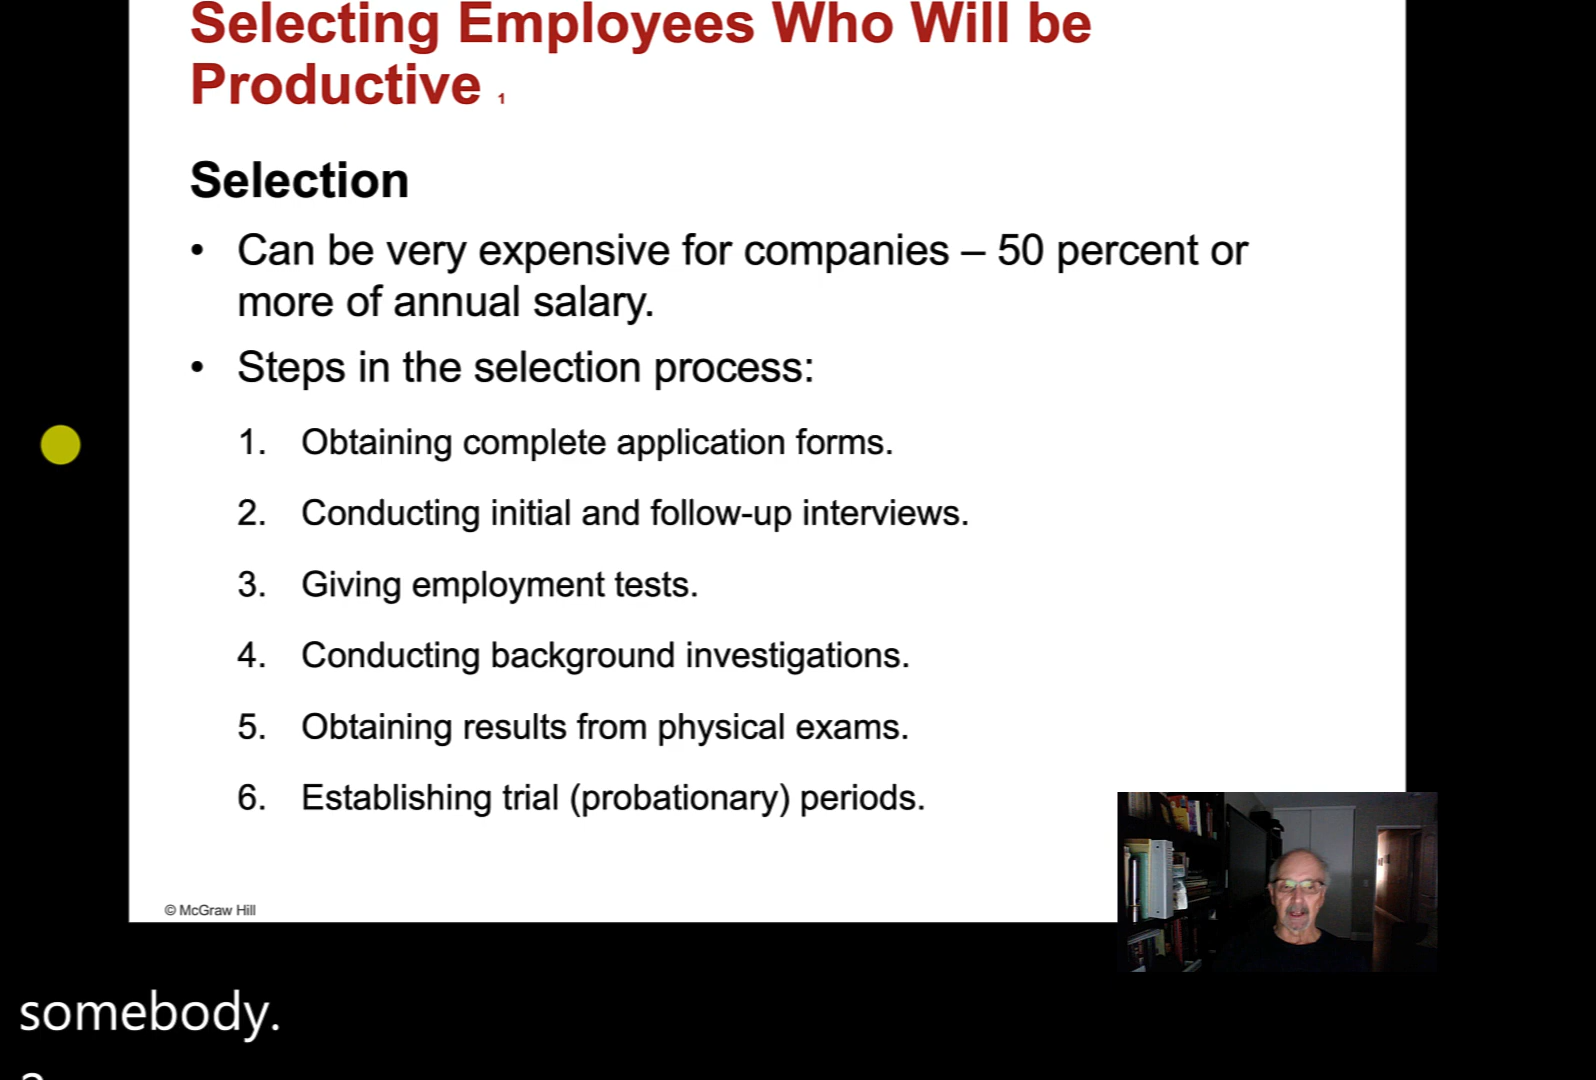 Selecting Employees Who Will be
Productive 1
Selection
• Can be very expensive for companies – 50 percent or
more of annual salary.
• Steps in the selection process:
1. Obtaining complete application forms.
2. Conducting initial and follow-up interviews.
3. Giving employment tests.
4. Conducting background investigations.
5. Obtaining results from physical exams.
6. Establishing trial (probationary) periods.
© McGraw Hill
somebody.